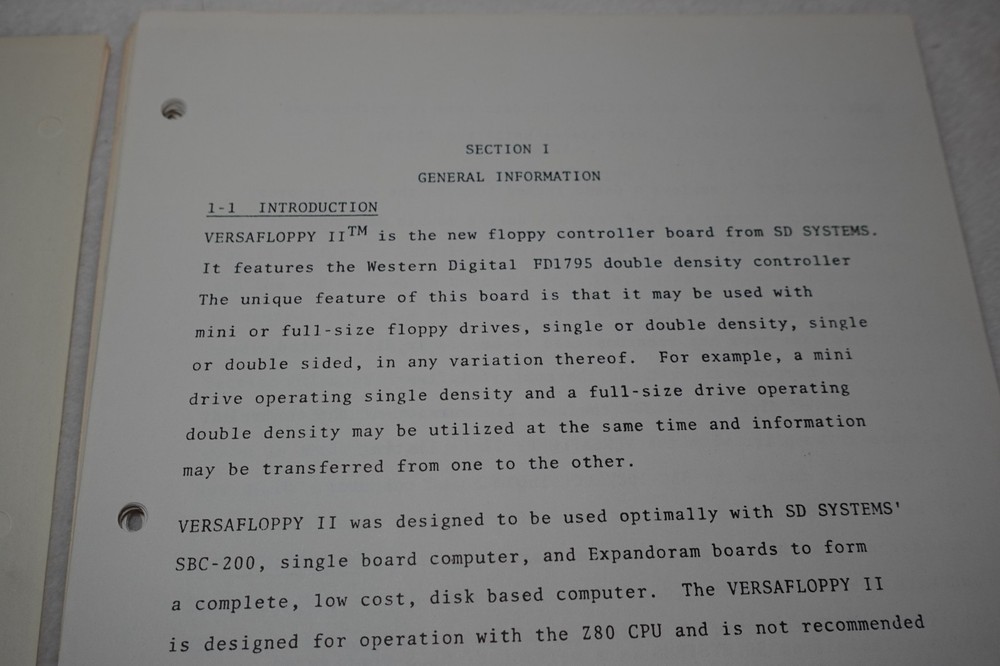 SECTION I
GENERAL INFORMATION
1-1 INTRODUCTION
VERSAFLOPPY II™ is the new floppy controller board from SD SYSTEMS.
It features the Western Digital FD1795 double density controller
The unique feature of this board is that it may be used with
mini or full-size floppy drives, single or double density, single
or double sided, in any variation thereof. For example, a mini
drive operating single density and a full-size drive operating
double density may be utilized at the same time and information
may be transferred from one to the other.
VERSAFLOPPY II was designed to be used optimally with SD SYSTEMS'
SBC-200, single board computer, and Expandoram boards to form
a complete, low cost, disk based computer. The VERSAFLOPPY II
is designed for operation with the Z80 CPU and is not recommended